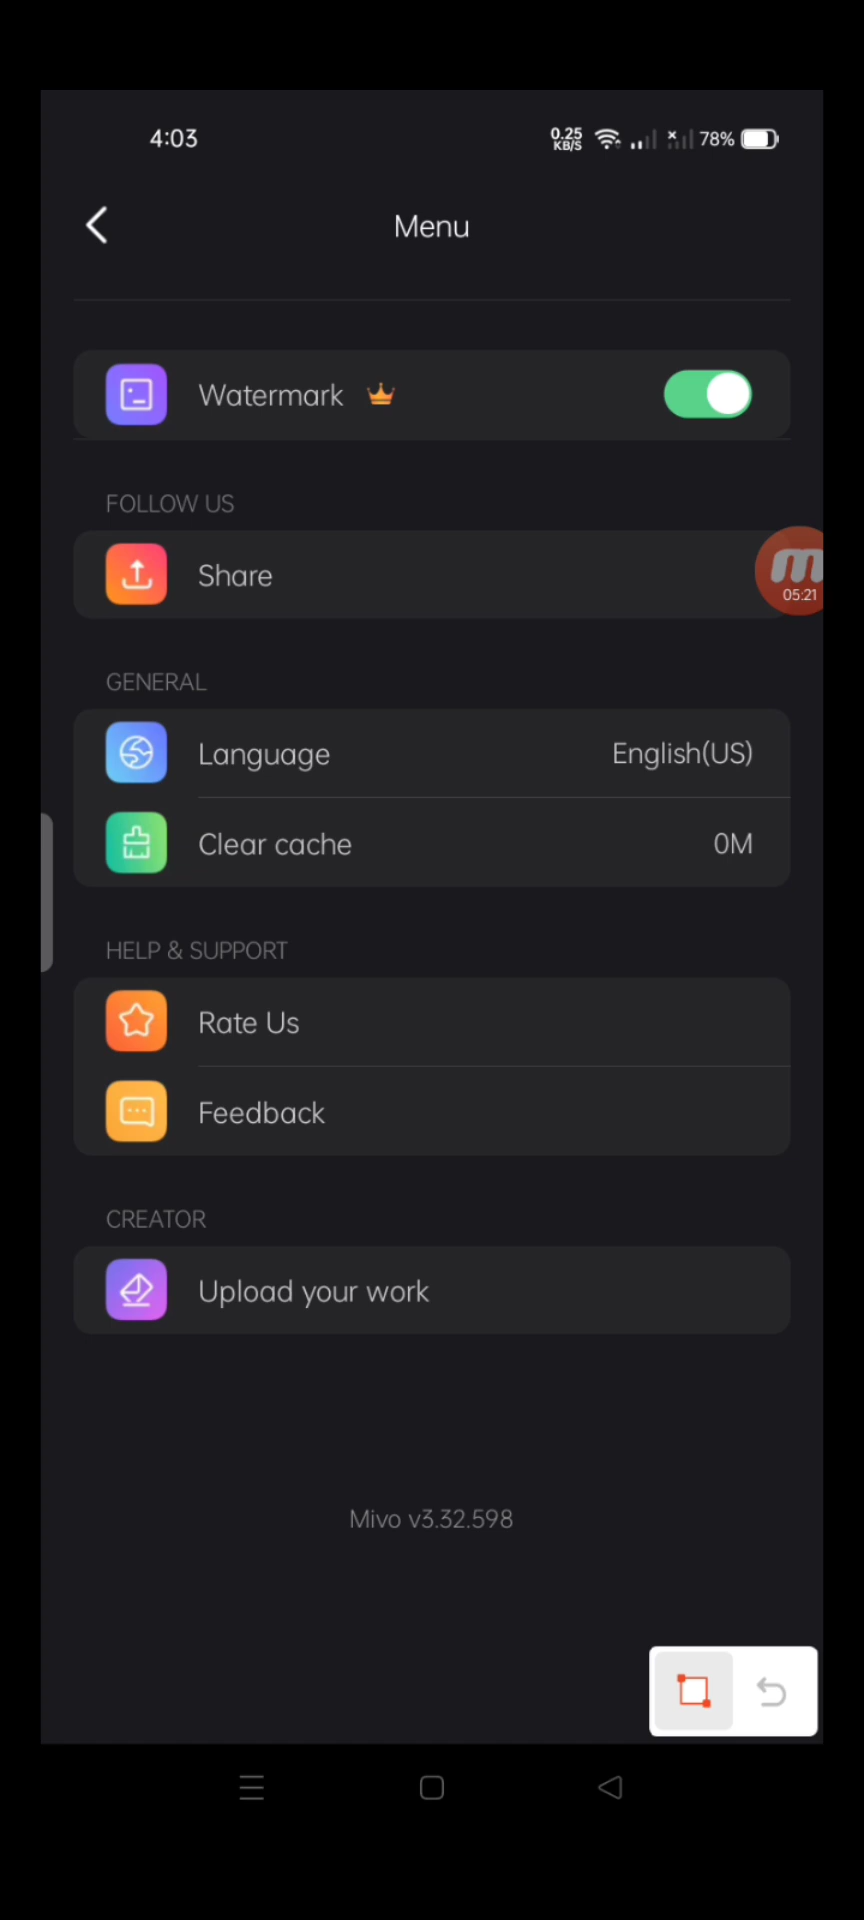 4:03
0.25
KB/S
78%
Menu
Watermark
FOLLOW US
Share
m
05:21
GENERAL
Language
English(US)
Clear cache
0M
HELP & SUPPORT
Rate Us
Feedback
CREATOR
Upload your work
Mivo v3.32.598